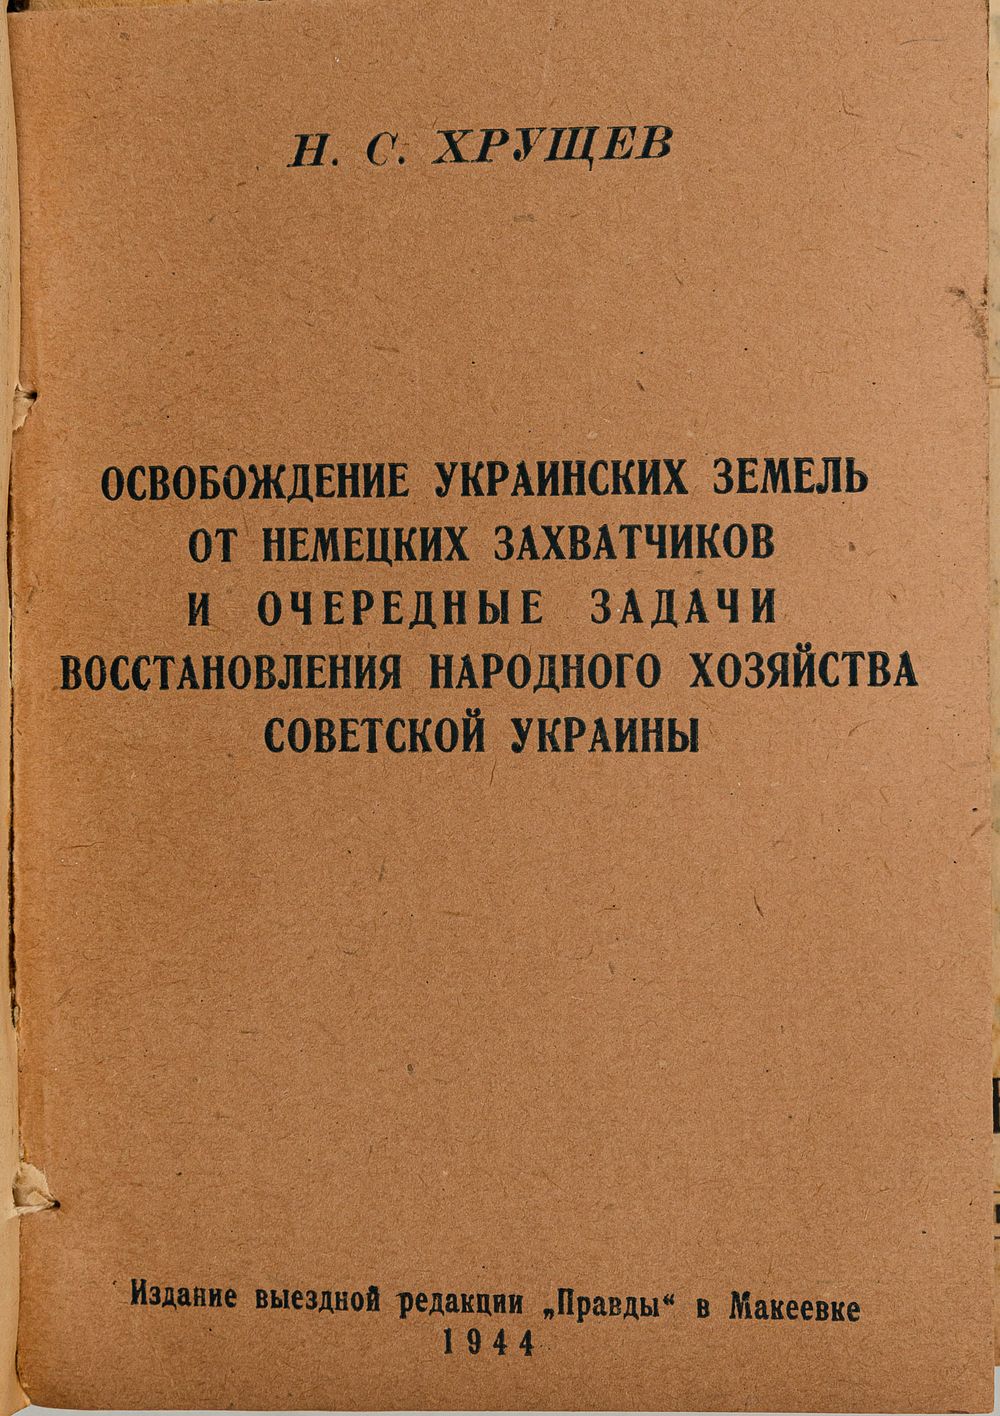 Н. С. ХРУЩЕВ
ОСВОБОЖДЕНИЕ УКРАИНСКИХ ЗЕМЕЛЬ
ОТ НЕМЕЦКИХ ЗАХВАТЧИКОВ
И ОЧЕРЕДНЫЕ ЗАДАЧИ
ВОССТАНОВЛЕНИЯ НАРОДНОГО ХОЗЯЙСТВА
СОВЕТСКОЙ УКРАИНЫ
Издание выездной редакции „Правды“ в Макеевке
1944